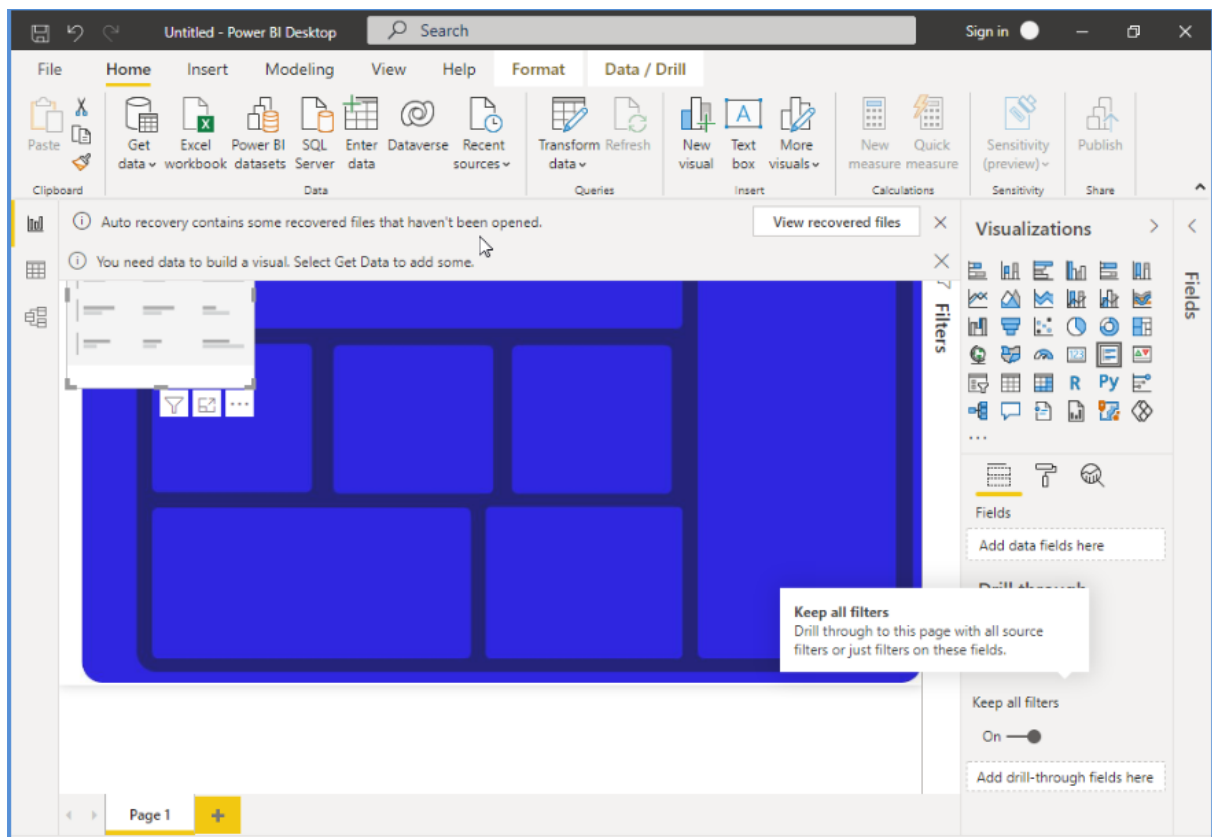 Untitled - Power BI Desktop
Search
Sign in
File Home Insert Modeling View Help Format Data / Drill
Paste
Get data
Excel workbook
Power BI datasets
SQL Server
Enter data
Dataverse
Recent sources
Transform data
Refresh
New visual
A
Text box
More visuals
New measure
Quick measure
Sensitivity (preview)
Publish
Clipboard
Data
Queries
Insert
Calculations
Sensitivity
Share
Auto recovery contains some recovered files that haven't been opened.
View recovered files
You need data to build a visual. Select Get Data to add some.
Filters
Visualizations
Fields
123
R
Py
Fields
Add data fields here
Drill through
Keep all filters
Drill through to this page with all source
filters or just filters on these fields.
Keep all filters
On
Add drill-through fields here
Page 1